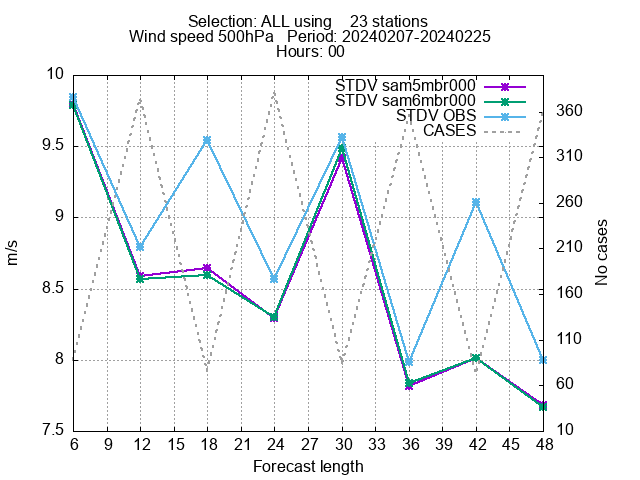 Selection: ALL using 23 stations
Wind speed 500hPa Period: 20240207-20240225
Hours: 00
STDV sam5mbr000
STDV sam6mbr000
STDV OBS
CASES
10
9.5
9
8.5
8
7.5
m/s
360
310
260
210
160
110
60
10
No cases
6 9 12 15 18 21 24 27 30 33 36 39 42 45 48
Forecast length